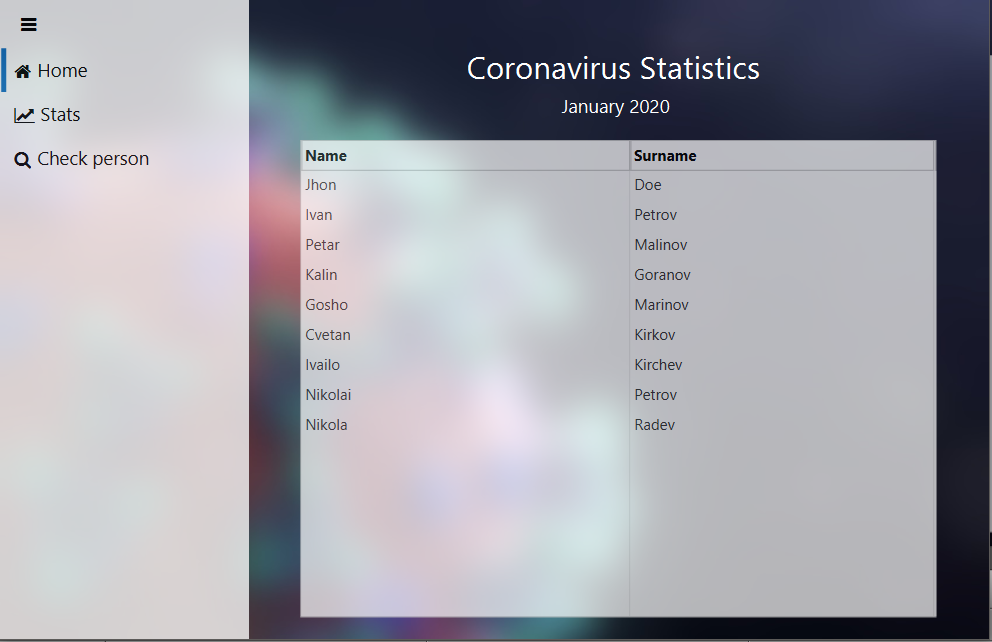 Home
Stats
Check person
Coronavirus Statistics
January 2020
Name Surname
Jhon Doe
Ivan Petrov
Petar Malinov
Kalin Goranov
Gosho Marinov
Cvetan Kirkov
Ivailo Kirchev
Nikolai Petrov
Nikola Radev